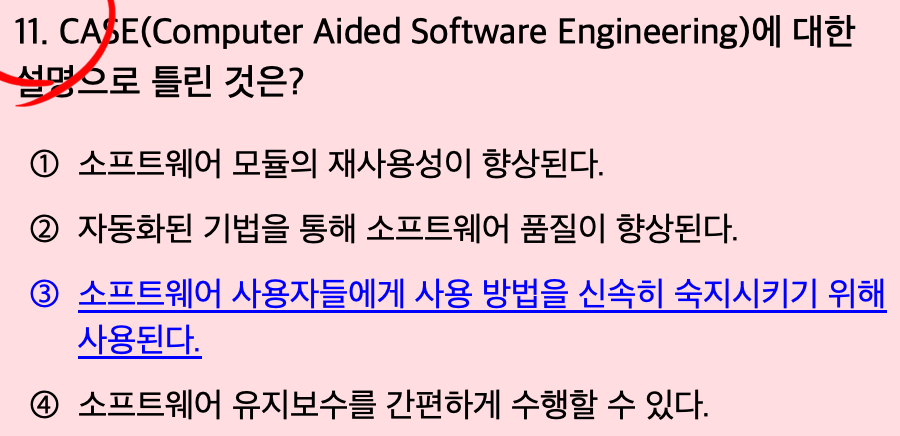 11. CASE(Computer Aided Software Engineering)에 대한
설명으로 틀린 것은?
① 소프트웨어 모듈의 재사용성이 향상된다.
② 자동화된 기법을 통해 소프트웨어 품질이 향상된다.
③ 소프트웨어 사용자들에게 사용 방법을 신속히 숙지시키기 위해
사용된다.
④ 소프트웨어 유지보수를 간편하게 수행할 수 있다.